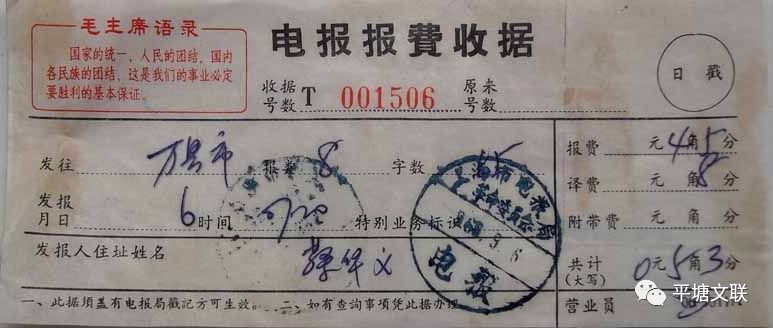 毛主席语录
国家的统一、人民的团结，国内
各民族的团结，这是我们的事业必定
要胜利的基本保证。
电报报費收据
收据号数 T 001506 原来号数
日戳
发往 万县市 报类 8 字数
报费 元 4 角 5 分
译费 元角 8 分
发报月日 6 时间 特别业务标识
附带费 元 角 分
发报人住址姓名
共计（大写） 0 元 5 角 3 分
革命委员会
电报
一、此据须盖有电报局戳记方可生效。 二、如有查詢事项凭此据办理
营业员
平塘文联